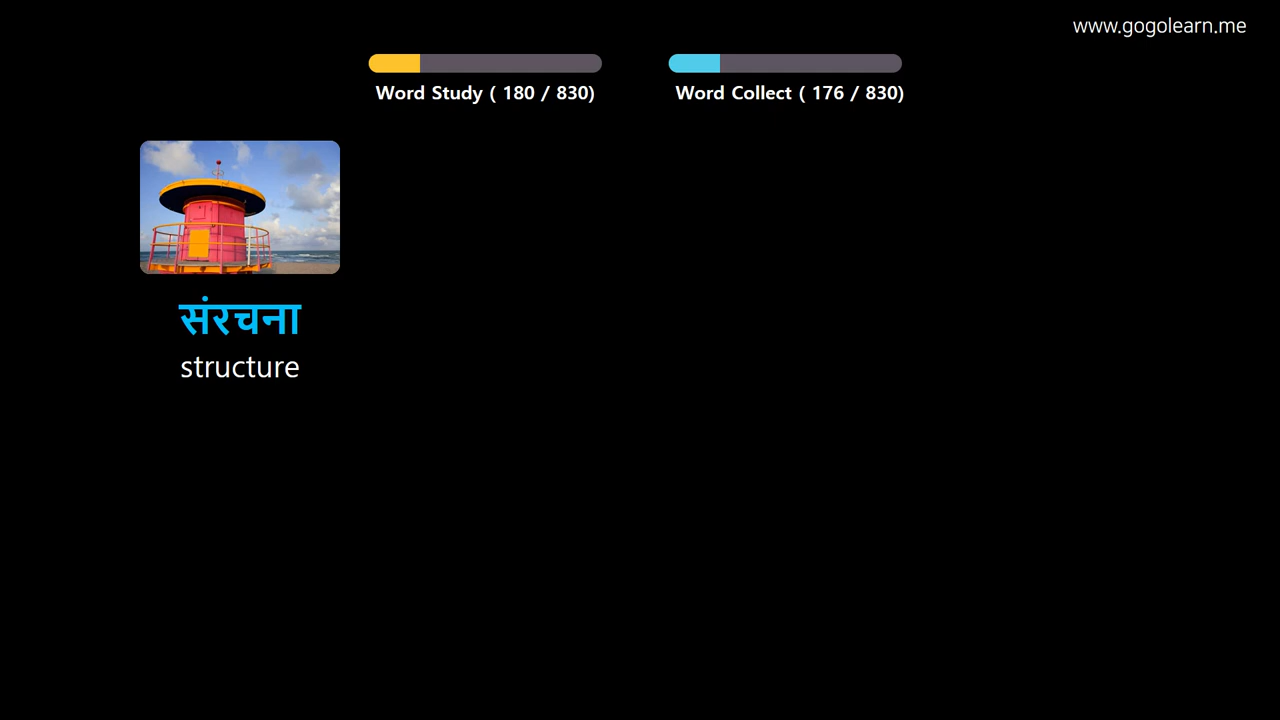 www.gogolearn.me
Word Study ( 180 / 830)
Word Collect ( 176 / 830)
संरचना
structure